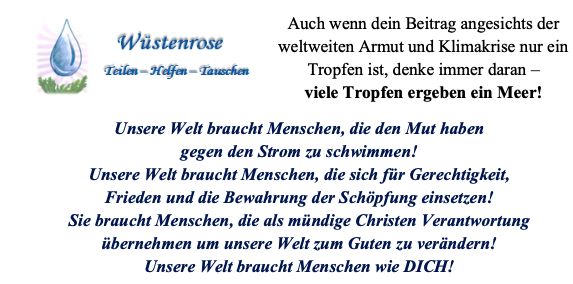 Wüstenrose
Teilen – Helfen – Tauschen
Auch wenn dein Beitrag angesichts der
weltweiten Armut und Klimakrise nur ein
Tropfen ist, denke immer daran –
viele Tropfen ergeben ein Meer!
Unsere Welt braucht Menschen, die den Mut haben
gegen den Strom zu schwimmen!
Unsere Welt braucht Menschen, die sich für Gerechtigkeit,
Frieden und die Bewahrung der Schöpfung einsetzen!
Sie braucht Menschen, die als mündige Christen Verantwortung
übernehmen um unsere Welt zum Guten zu verändern!
Unsere Welt braucht Menschen wie DICH!